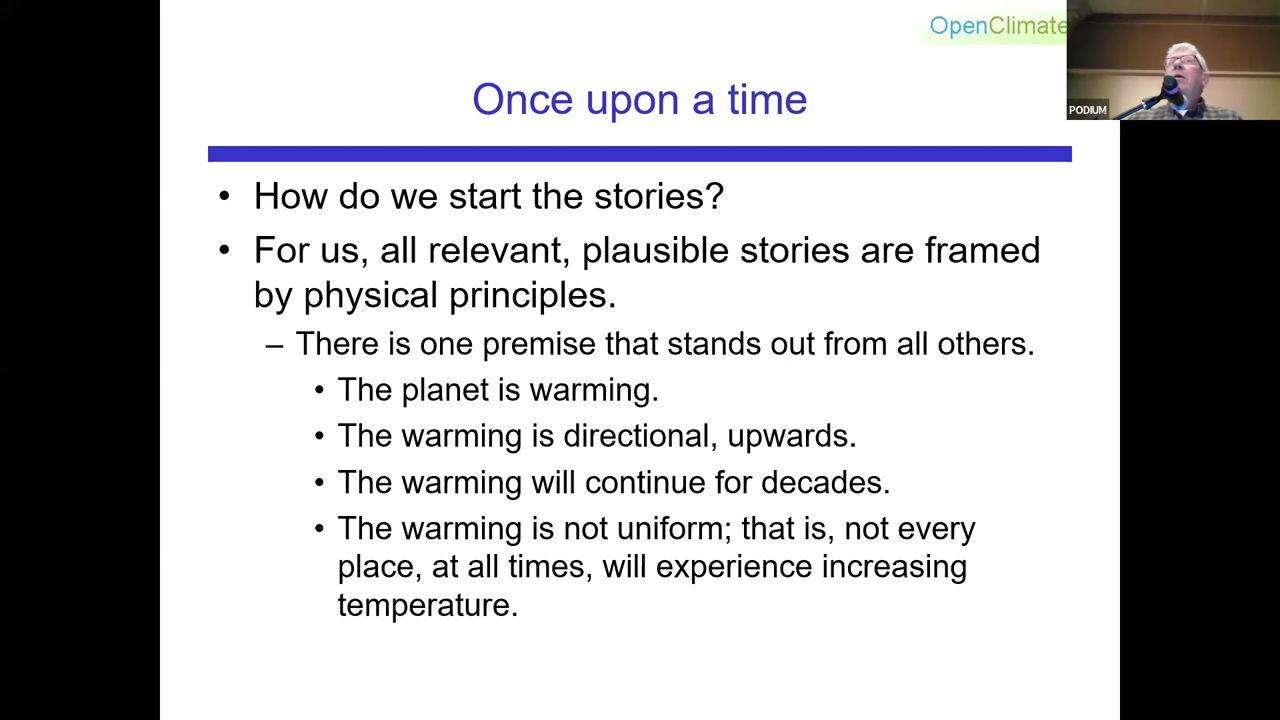 OpenClimate
PODIUM
Once upon a time
• How do we start the stories?
• For us, all relevant, plausible stories are framed
by physical principles.
– There is one premise that stands out from all others.
• The planet is warming.
• The warming is directional, upwards.
• The warming will continue for decades.
• The warming is not uniform; that is, not every
place, at all times, will experience increasing
temperature.